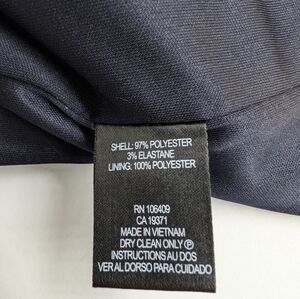 SHELL: 97% POLYESTER
3% ELASTANE
LINING: 100% POLYESTER
RN 106409
CA 19371
MADE IN VIETNAM
DRY CLEAN ONLY Ⓟ
INSTRUCTIONS AU DOS
VER AL DORSO PARA CUIDADO